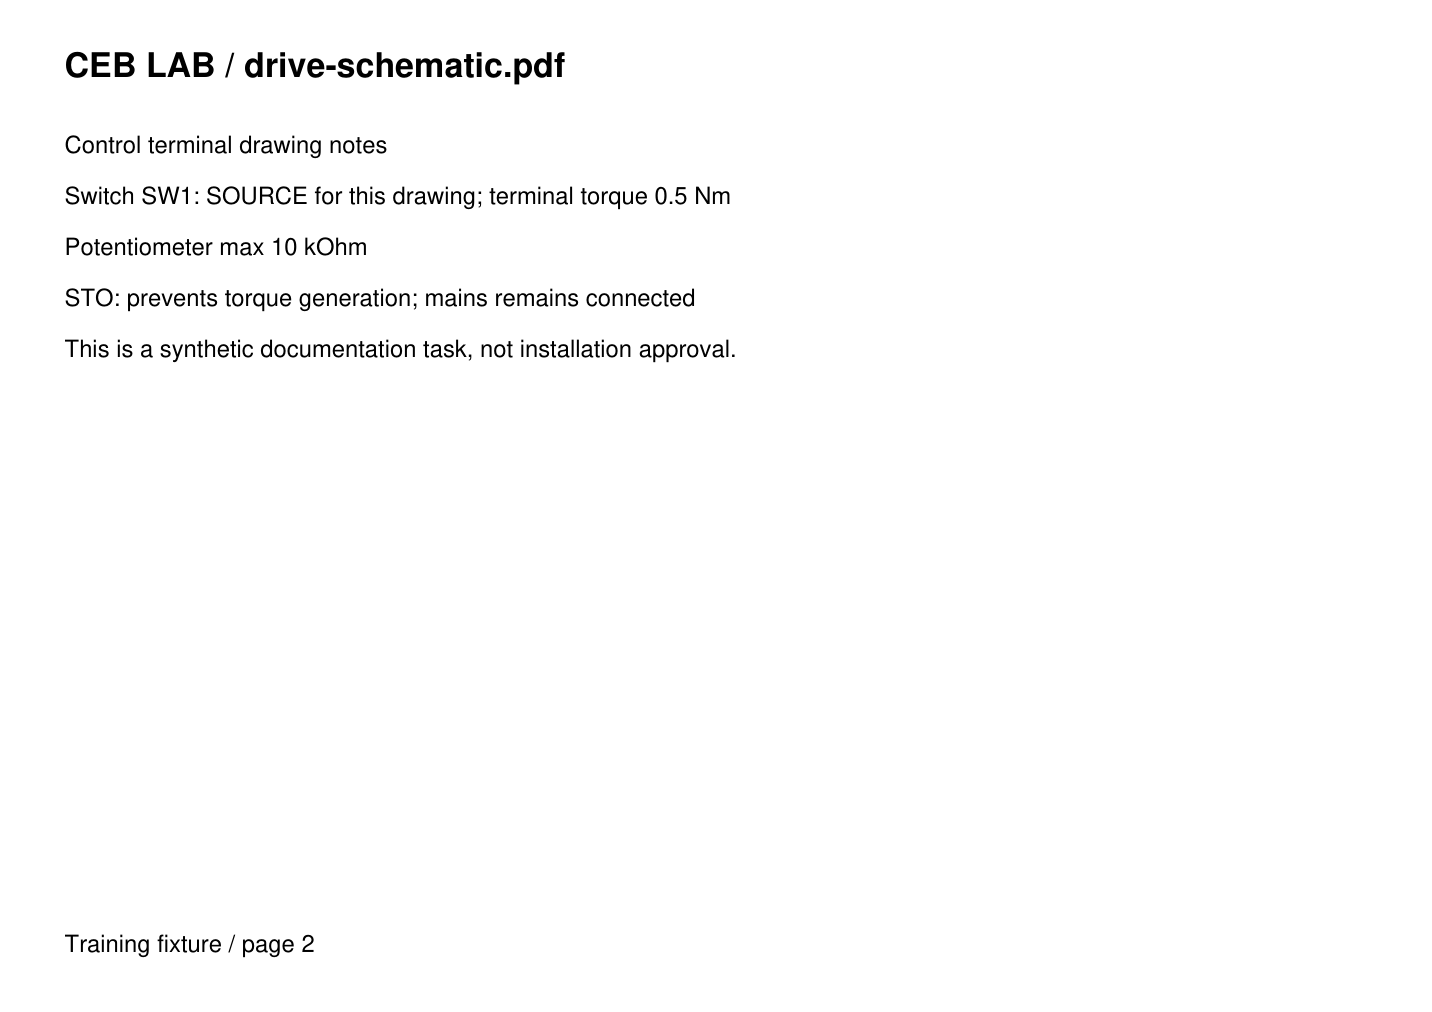 CEB LAB / drive-schematic.pdf
Control terminal drawing notes
Switch SW1: SOURCE for this drawing; terminal torque 0.5 Nm
Potentiometer max 10 kOhm
STO: prevents torque generation; mains remains connected
This is a synthetic documentation task, not installation approval.
Training fixture / page 2